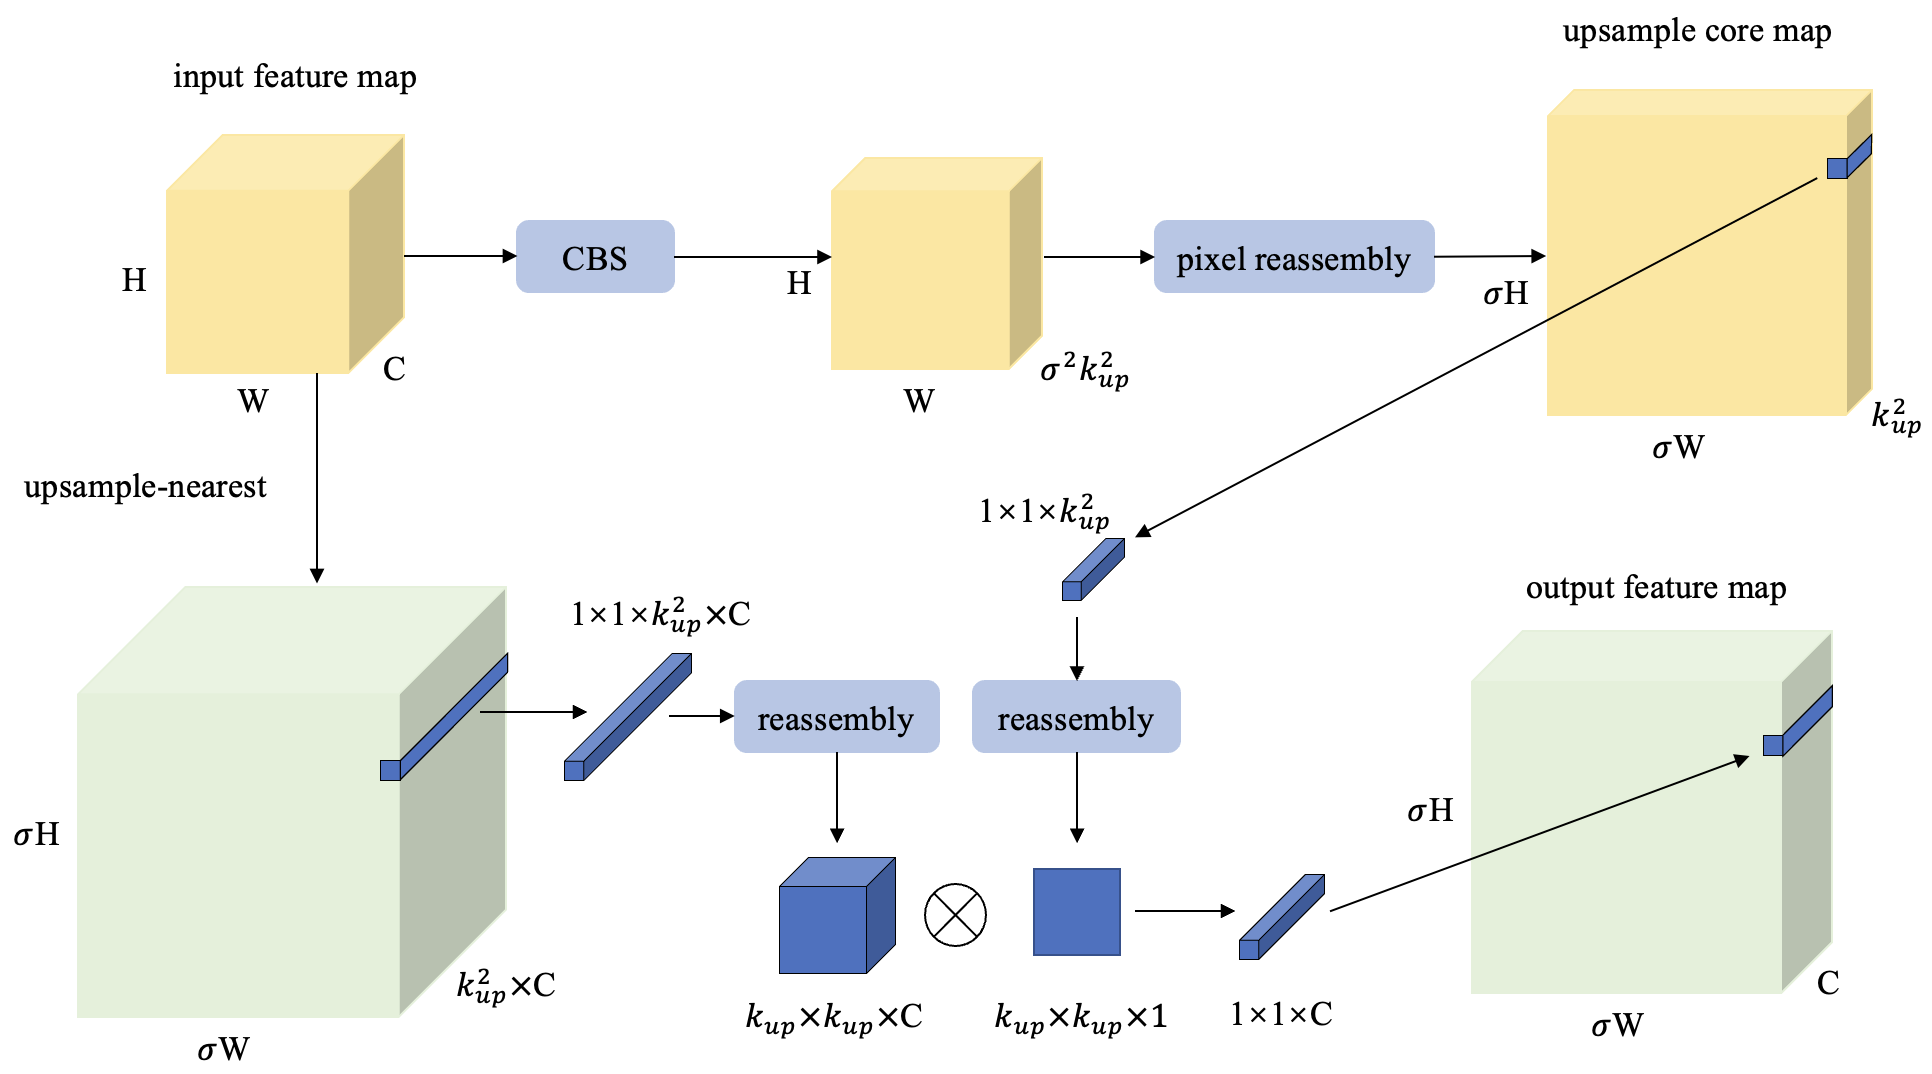 upsample core map
input feature map
H
W
C
CBS
H
W
σ²k²up
pixel reassembly
σH
σW
k²up
upsample-nearest
1×1×k²up
1×1×k²up×C
reassembly
reassembly
output feature map
σH
σW
k²up×C
kup×kup×C
kup×kup×1
1×1×C
σH
σW
C